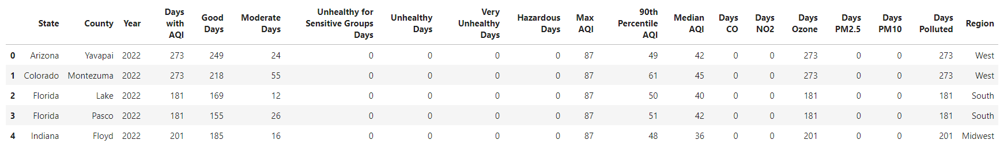 State County Year Days with AQI Good Days Moderate Days Unhealthy for Sensitive Groups Days Unhealthy Days Very Unhealthy Days Hazardous Days Max AQI 90th Percentile AQI Median AQI Days CO Days NO2 Days Ozone Days PM2.5 Days PM10 Days Polluted Region
0 Arizona Yavapai 2022 273 249 24 0 0 0 0 87 49 42 0 0 273 0 0 273 West
1 Colorado Montezuma 2022 273 218 55 0 0 0 0 87 61 45 0 0 273 0 0 273 West
2 Florida Lake 2022 181 169 12 0 0 0 0 87 50 40 0 0 181 0 0 181 South
3 Florida Pasco 2022 181 155 26 0 0 0 0 87 51 42 0 0 181 0 0 181 South
4 Indiana Floyd 2022 201 185 16 0 0 0 0 87 48 36 0 0 201 0 0 201 Midwest